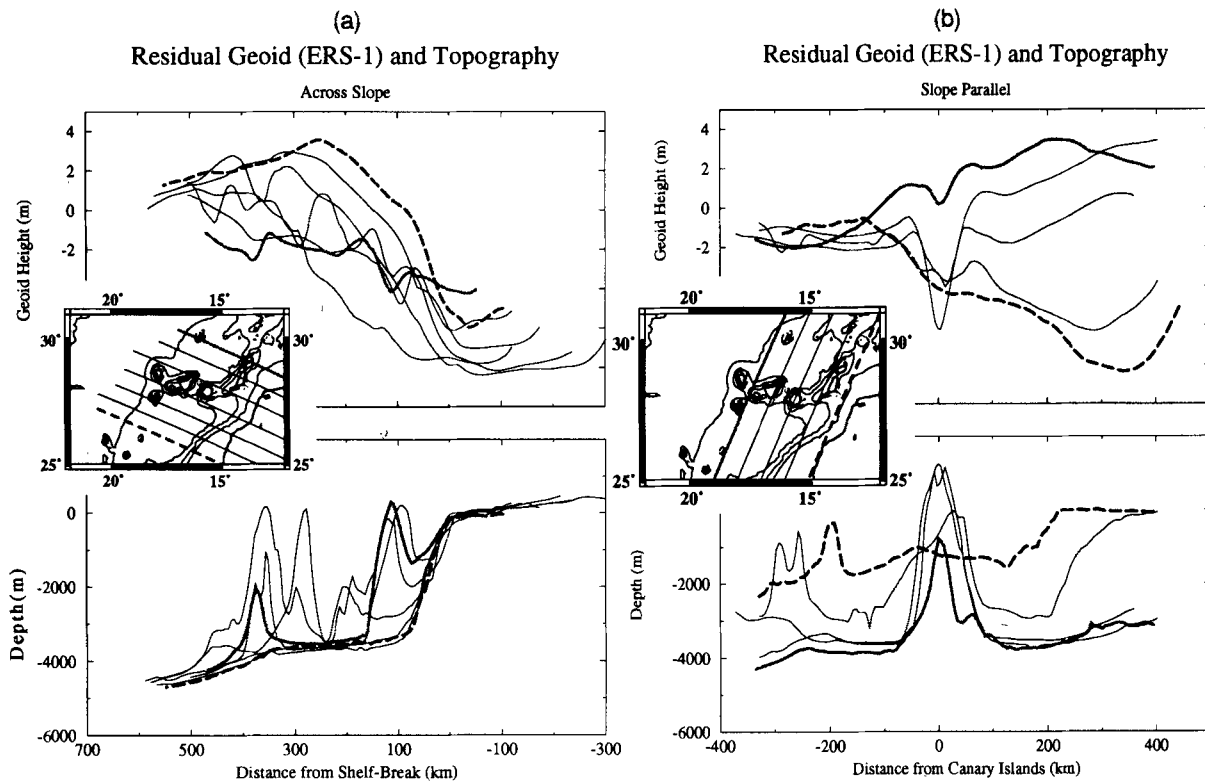 (a)
Residual Geoid (ERS-1) and Topography
Across Slope
Geoid Height (m)
4
2
0
-2
20° 15°
30°
25°
20° 15°
Depth (m)
0
-2000
-4000
-6000
700 500 300 100 -100 -300
Distance from Shelf-Break (km)
(b)
Residual Geoid (ERS-1) and Topography
Slope Parallel
Geoid Height (m)
4
2
0
-2
20° 15°
30°
30°
25°
25°
20° 15°
Depth (m)
0
-2000
-4000
-6000
-400 -200 0 200 400
Distance from Canary Islands (km)